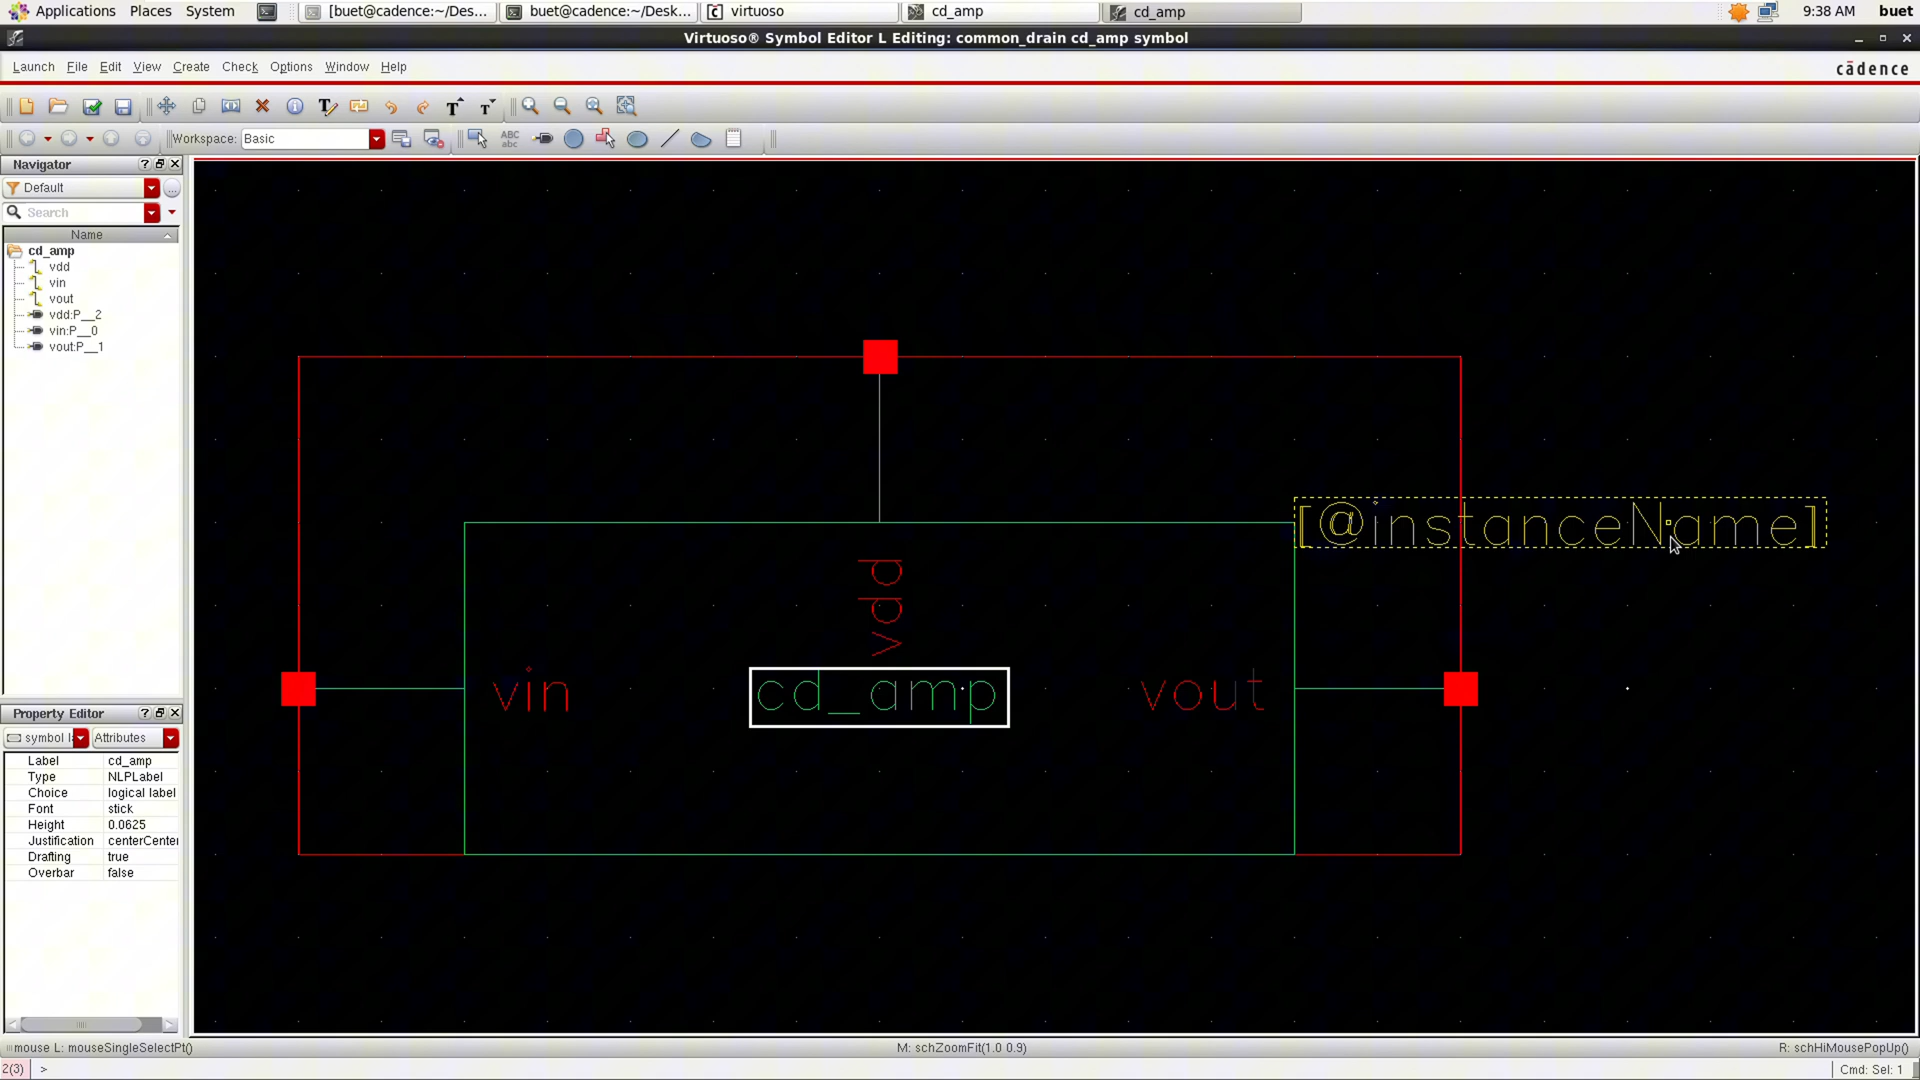 Applications Places System [buet@cadence:~/Des... buet@cadence:~/Desk... virtuoso cd_amp cd_amp 9:38 AM buet
Virtuoso® Symbol Editor L Editing: common_drain cd_amp symbol
Launch File Edit View Create Check Options Window Help cādence
Workspace: Basic ABC abc
Navigator
Default
Search
Name
cd_amp
vdd
vin
vout
vdd:P__2
vin:P__0
vout:P__1
Property Editor
symbol l Attributes
Label cd_amp
Type NLPLabel
Choice logical label
Font stick
Height 0.0625
Justification centerCenter
Drafting true
Overbar false
[@instanceName]
vdd
vin
cd_amp
vout
mouse L: mouseSingleSelectPt() M: schZoomFit(1.0 0.9) R: schHiMousePopUp()
2(3) > Cmd: Sel: 1